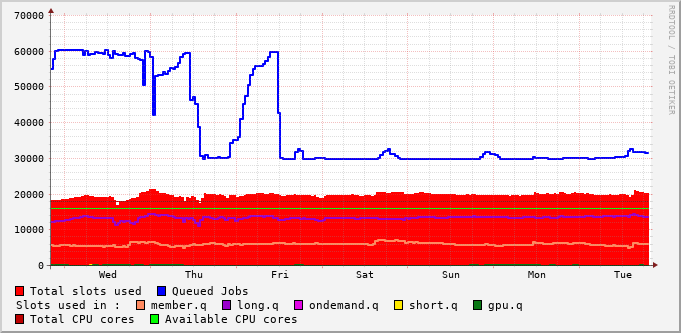 70000
60000
50000
40000
30000
20000
10000
0
Wed Thu Fri Sat Sun Mon Tue
RRDTOOL / TOBI OETIKER
Total slots used Queued Jobs
Slots used in : member.q long.q ondemand.q short.q gpu.q
Total CPU cores Available CPU cores